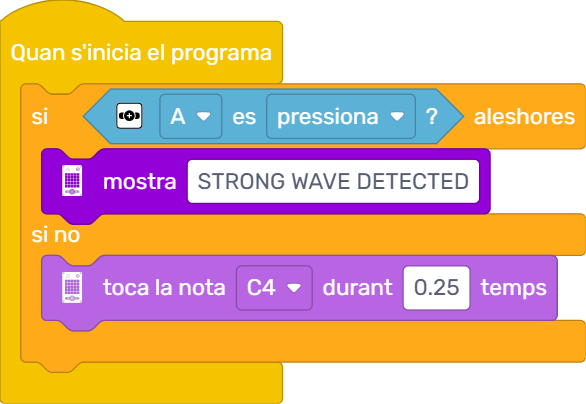 Quan s'inicia el programa
si A es pressiona ? aleshores
mostra STRONG WAVE DETECTED
si no
toca la nota C4 durant 0.25 temps